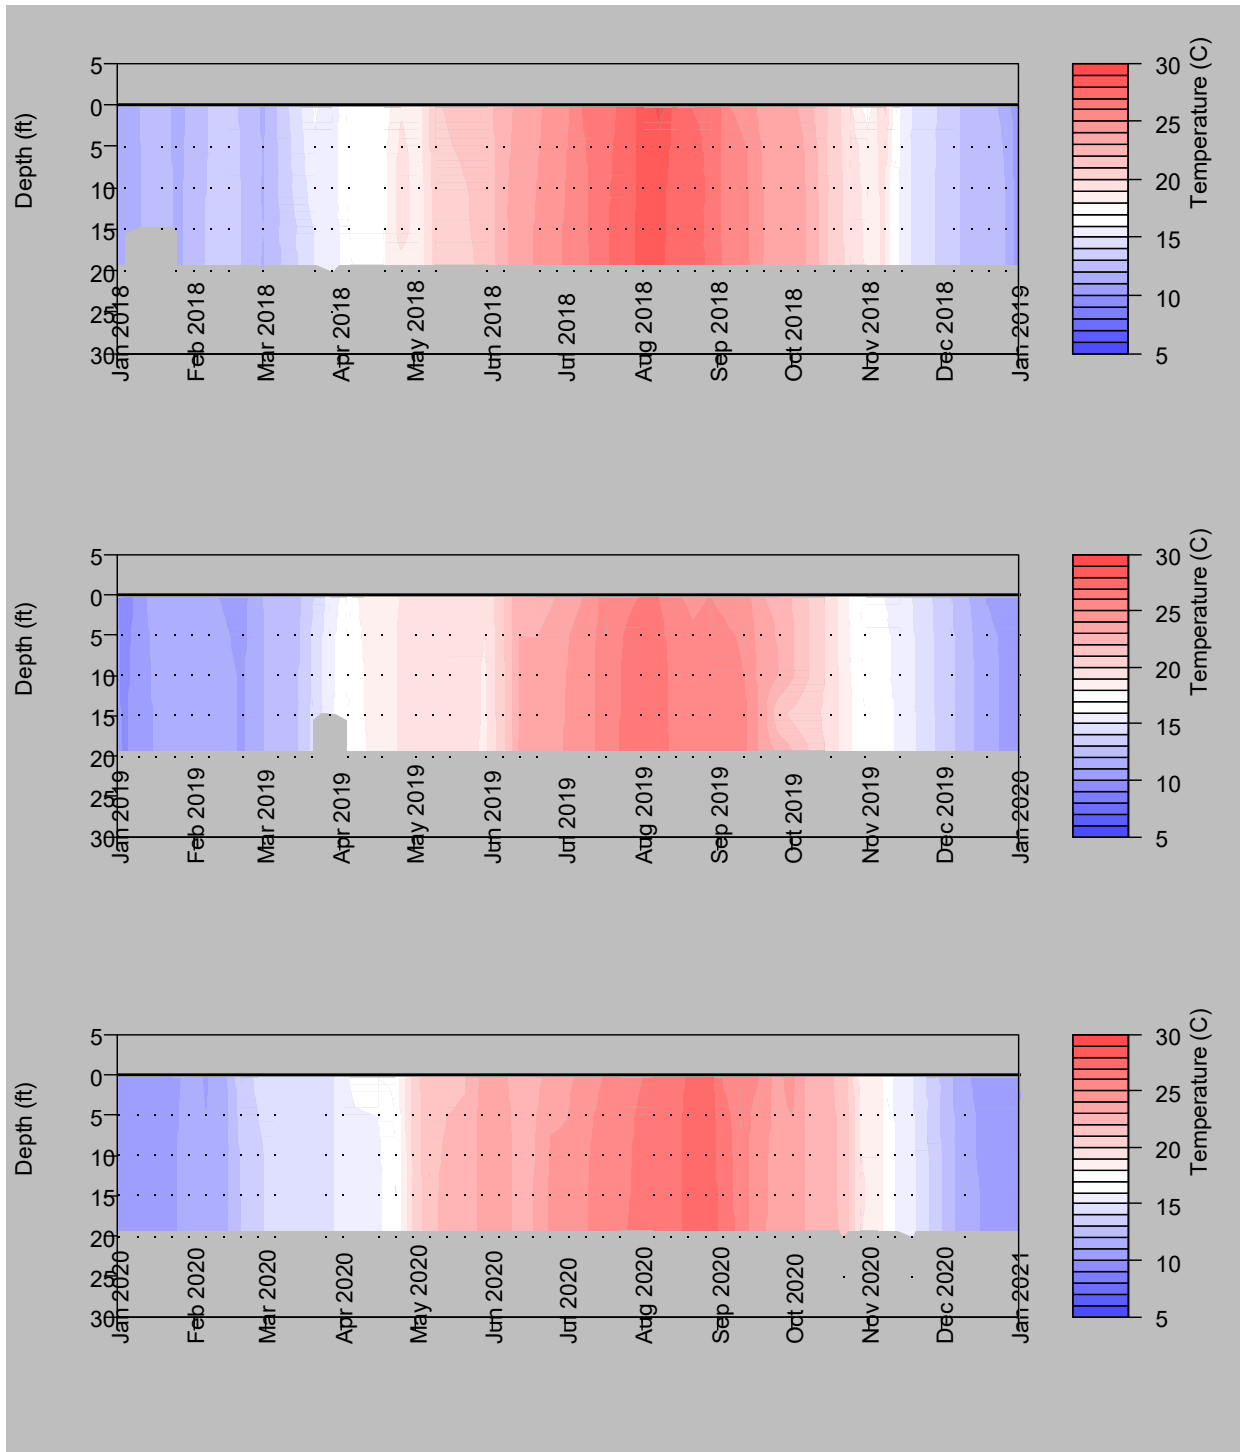 5
0
5
10
15
20
25
30
Depth (ft)
Jan 2018
Feb 2018
Mar 2018
Apr 2018
May 2018
Jun 2018
Jul 2018
Aug 2018
Sep 2018
Oct 2018
Nov 2018
Dec 2018
Jan 2019
30
25
20
15
10
5
Temperature (C)
5
0
5
10
15
20
25
30
Depth (ft)
Jan 2019
Feb 2019
Mar 2019
Apr 2019
May 2019
Jun 2019
Jul 2019
Aug 2019
Sep 2019
Oct 2019
Nov 2019
Dec 2019
Jan 2020
30
25
20
15
10
5
Temperature (C)
5
0
5
10
15
20
25
30
Depth (ft)
Jan 2020
Feb 2020
Mar 2020
Apr 2020
May 2020
Jun 2020
Jul 2020
Aug 2020
Sep 2020
Oct 2020
Nov 2020
Dec 2020
Jan 2021
30
25
20
15
10
5
Temperature (C)